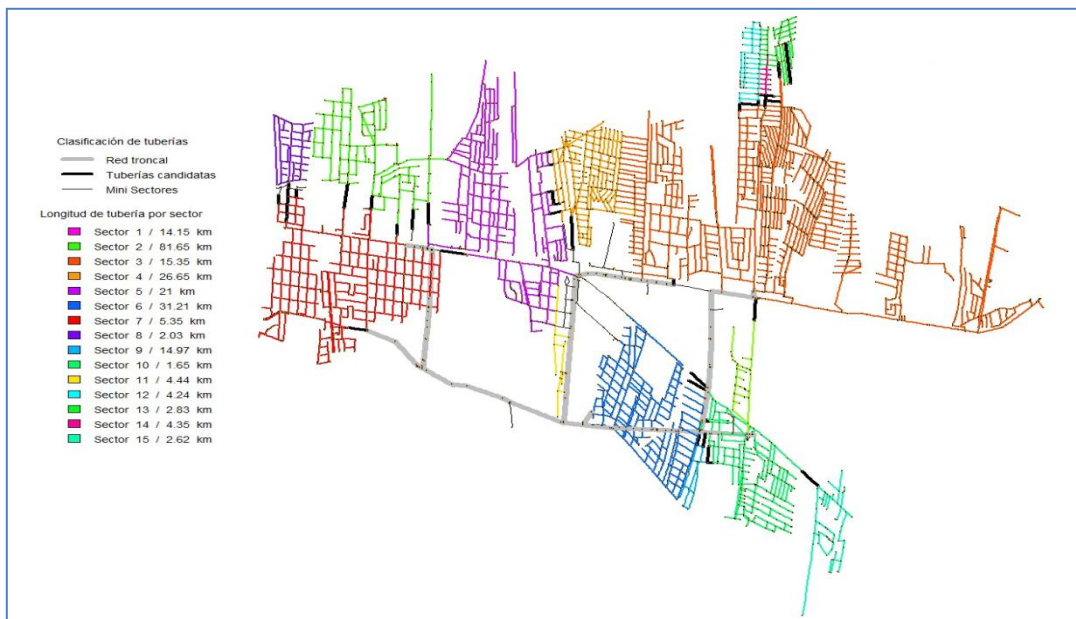 Clasificación de tuberías
Red troncal
Tuberías candidatas
Mini Sectores
Longitud de tubería por sector
Sector 1 / 14.15 km
Sector 2 / 81.65 km
Sector 3 / 15.35 km
Sector 4 / 26.65 km
Sector 5 / 21 km
Sector 6 / 31.21 km
Sector 7 / 5.35 km
Sector 8 / 2.03 km
Sector 9 / 14.97 km
Sector 10 / 1.65 km
Sector 11 / 4.44 km
Sector 12 / 4.24 km
Sector 13 / 2.83 km
Sector 14 / 4.35 km
Sector 15 / 2.62 km